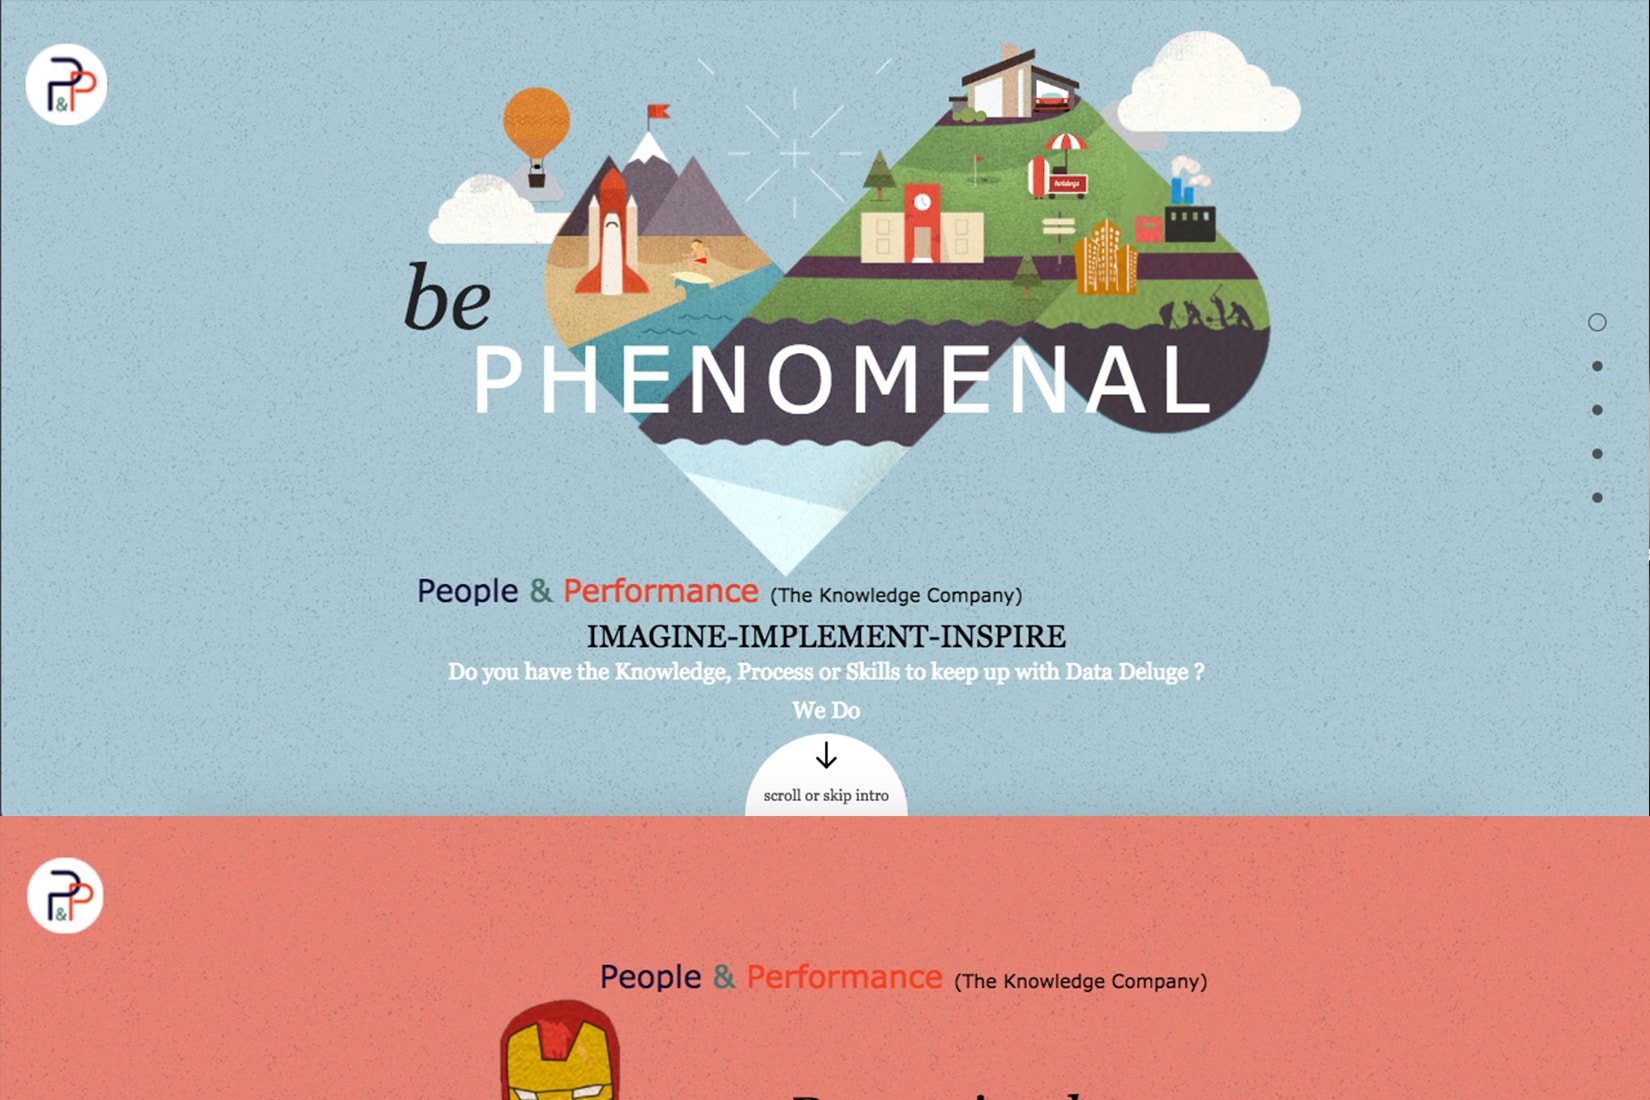 P&P
holidays
be
PHENOMENAL
People & Performance (The Knowledge Company)
IMAGINE-IMPLEMENT-INSPIRE
Do you have the Knowledge, Process or Skills to keep up with Data Deluge ?
We Do
scroll or skip intro
P&P
People & Performance (The Knowledge Company)